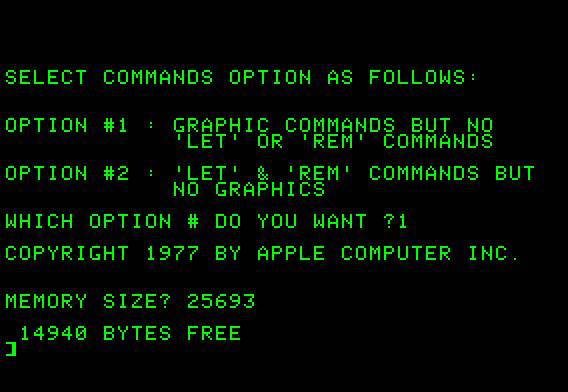 SELECT COMMANDS OPTION AS FOLLOWS:
OPTION #1 : GRAPHIC COMMANDS BUT NO
'LET' OR 'REM' COMMANDS
OPTION #2 : 'LET' & 'REM' COMMANDS BUT
NO GRAPHICS
WHICH OPTION # DO YOU WANT ?1
COPYRIGHT 1977 BY APPLE COMPUTER INC.
MEMORY SIZE? 25693
14940 BYTES FREE
]